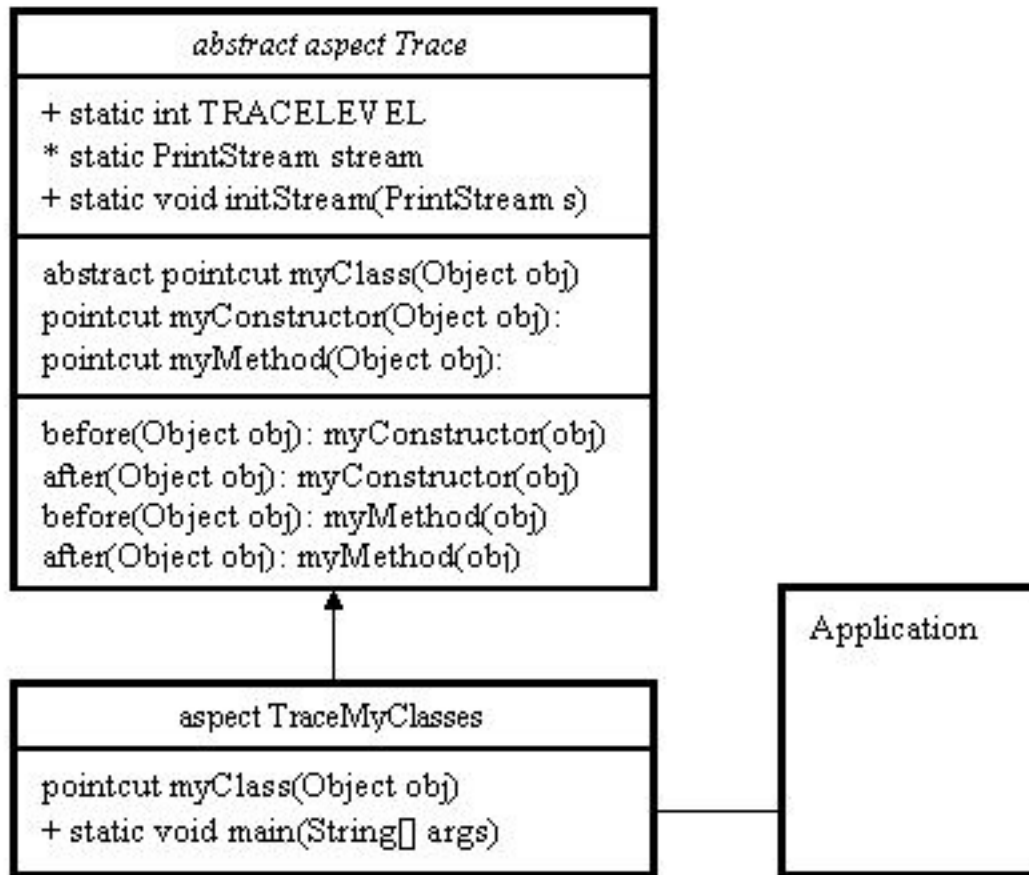 abstract aspect Trace
+ static int TRACELEVEL
* static PrintStream stream
+ static void initStream(PrintStream s)
abstract pointcut myClass(Object obj)
pointcut myConstructor(Object obj):
pointcut myMethod(Object obj):
before(Object obj): myConstructor(obj)
after(Object obj): myConstructor(obj)
before(Object obj): myMethod(obj)
after(Object obj): myMethod(obj)
Application
aspect TraceMyClasses
pointcut myClass(Object obj)
+ static void main(String[] args)